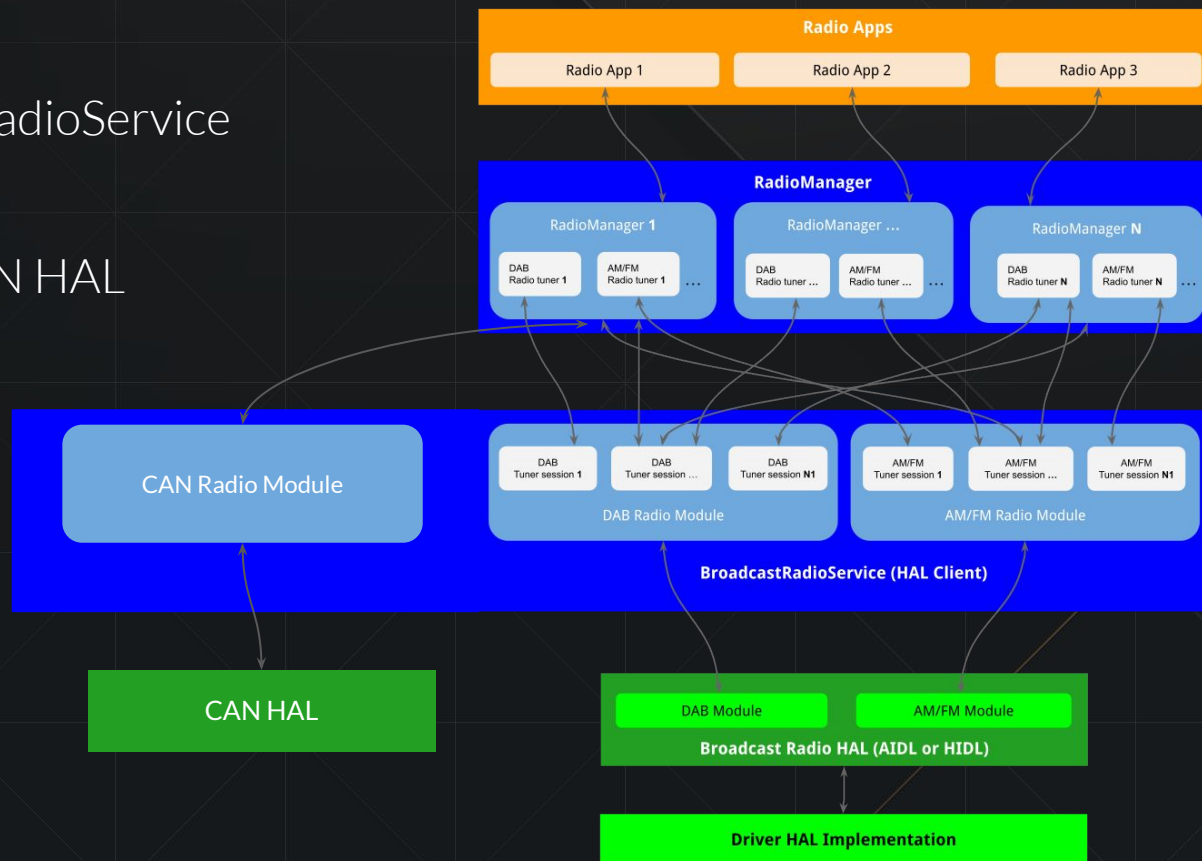 adioService
N HAL
Radio Apps
Radio App 1
Radio App 2
Radio App 3
RadioManager
RadioManager 1
DAB
Radio tuner 1
AM/FM
Radio tuner 1
...
RadioManager ...
DAB
Radio tuner ...
AM/FM
Radio tuner ...
...
RadioManager N
DAB
Radio tuner N
AM/FM
Radio tuner N
...
CAN Radio Module
DAB
Tuner session 1
DAB
Tuner session ...
DAB
Tuner session N1
DAB Radio Module
AM/FM
Tuner session 1
AM/FM
Tuner session ...
AM/FM
Tuner session N1
AM/FM Radio Module
BroadcastRadioService (HAL Client)
CAN HAL
DAB Module
AM/FM Module
Broadcast Radio HAL (AIDL or HIDL)
Driver HAL Implementation